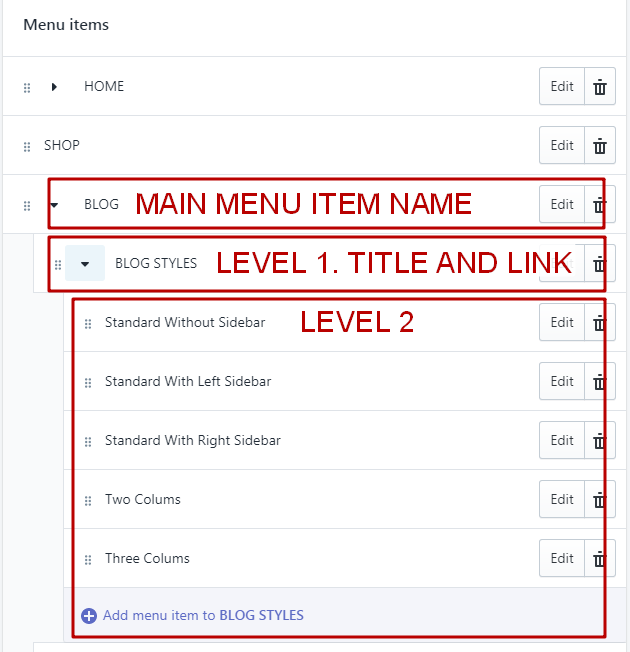 Menu items
HOME Edit
SHOP Edit
BLOG MAIN MENU ITEM NAME Edit
BLOG STYLES LEVEL 1. TITLE AND LINK
Standard Without Sidebar LEVEL 2 Edit
Standard With Left Sidebar Edit
Standard With Right Sidebar Edit
Two Colums Edit
Three Colums Edit
Add menu item to BLOG STYLES